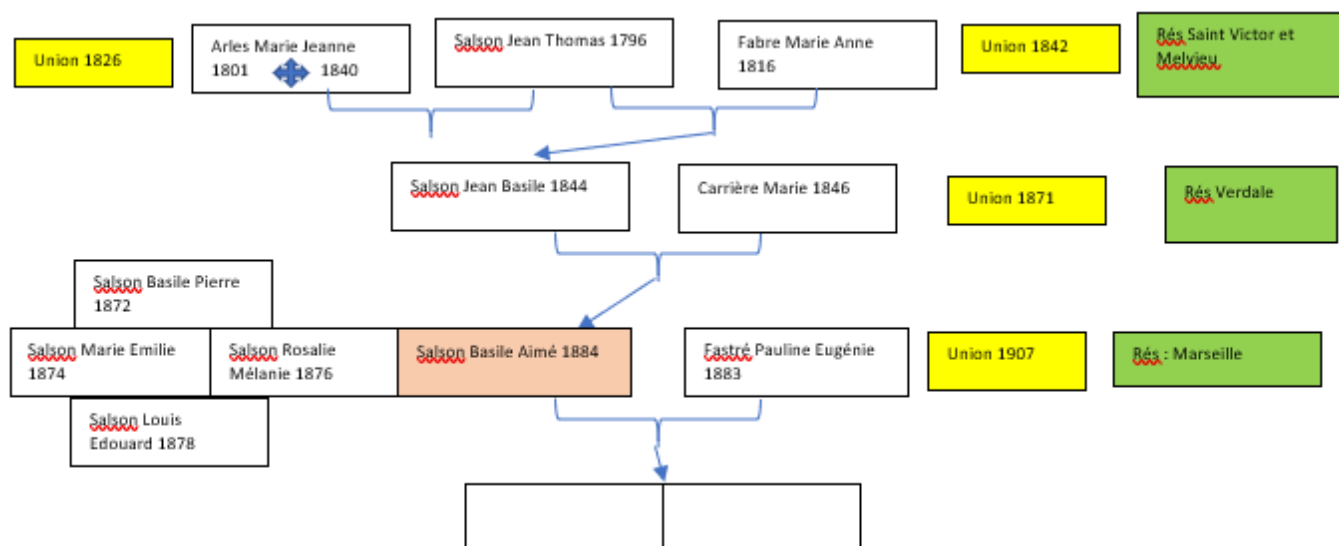 Union 1826
Arles Marie Jeanne
1801 1840
Salson Jean Thomas 1796
Fabre Marie Anne
1816
Union 1842
Rés Saint Victor et
Melvieu
Salson Jean Basile 1844
Carrière Marie 1846
Union 1871
Rés Verdale
Salson Basile Pierre
1872
Salson Marie Emilie
1874
Salson Rosalie
Mélanie 1876
Salson Basile Aimé 1884
Fastré Pauline Eugénie
1883
Union 1907
Rés : Marseille
Salson Louis
Edouard 1878